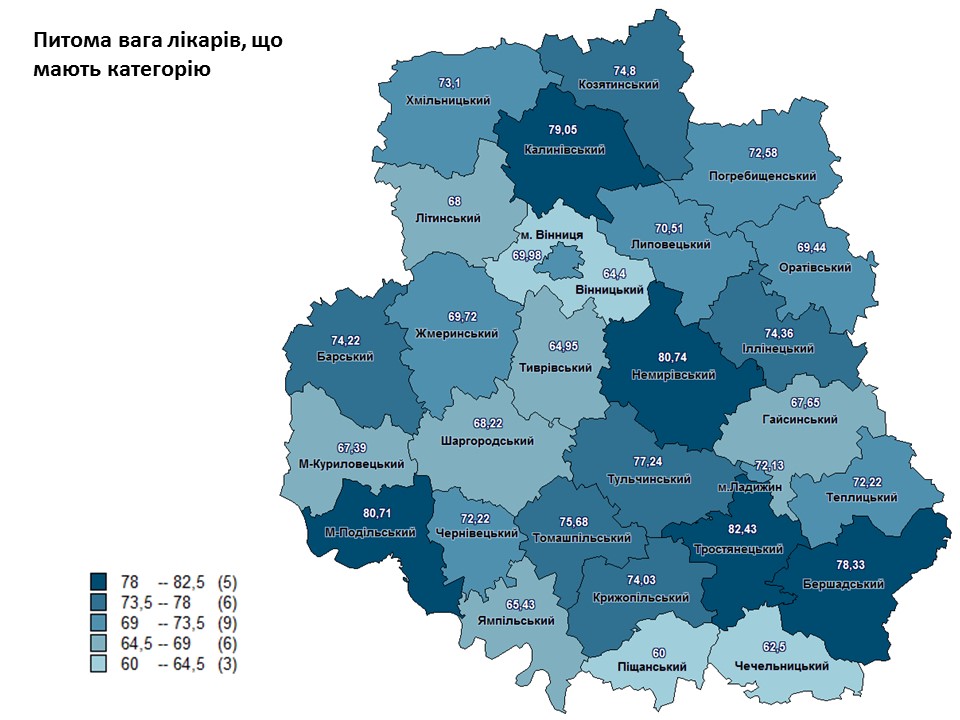 Питома вага лікарів, що
мають категорію
74,8
Козятинський
73,1
Хмільницький
79,05
Калинівський
72,58
Погребищенський
68
Літинський
70,51
Липовецький
м. Вінниця
69,98
69,44
Оратівський
64,4
Вінницький
69,72
Жмеринський
74,22
Барський
74,36
Іллінецький
64,95
Тиврівський
80,74
Немирівський
67,65
Гайсинський
68,22
Шаргородський
67,39
М-Куриловецький
77,24
Тульчинський
72,13
м.Ладижин
72,22
Теплицький
80,71
М-Подільський
72,22
Чернівецький
75,68
Томашпільський
82,43
Тростянецький
78,33
Бершадський
74,03
Крижопільський
65,43
Ямпільський
60
Піщанський
62,5
Чечельницький
78 -- 82,5 (5)
73,5 -- 78 (6)
69 -- 73,5 (9)
64,5 -- 69 (6)
60 -- 64,5 (3)